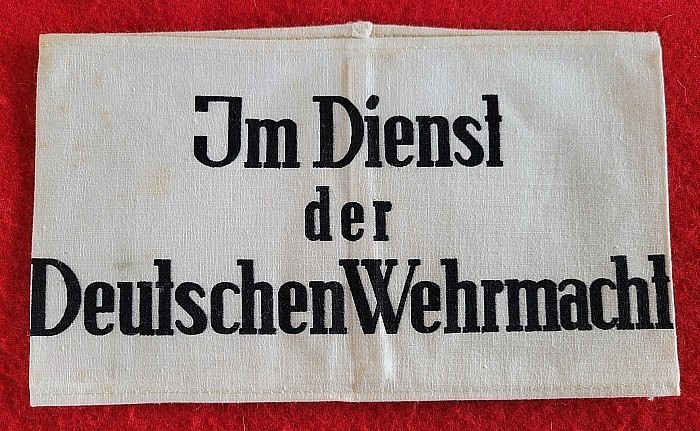 Im Dienst
der
Deutschen Wehrmacht